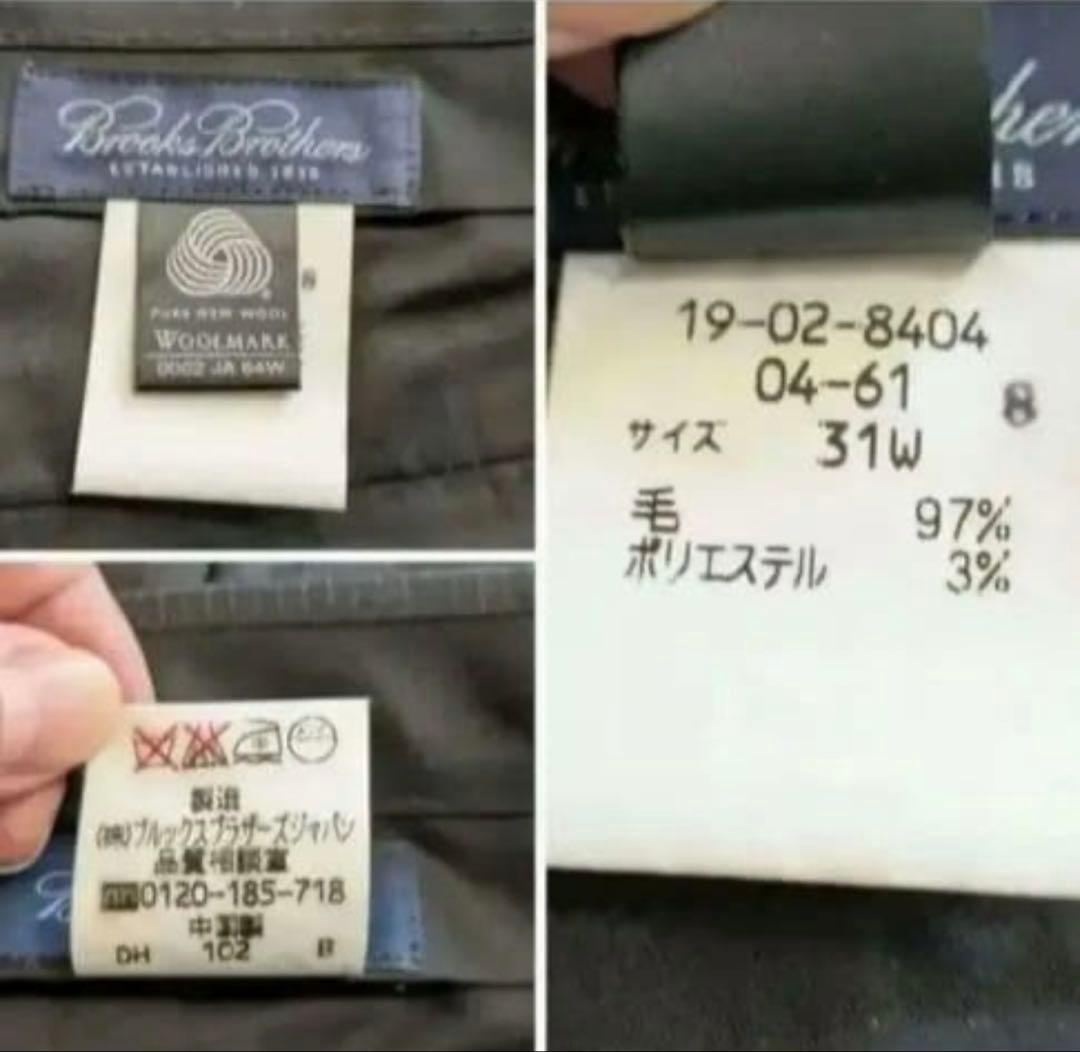 Brooks Brothers
ESTABLISHED 1818
PURE NEW WOOL
WOOLMARK
0002 JA 64W
8
her
18
19-02-8404
04-61
8
サイズ 31W
毛 97%
ポリエステル 3%
製造
(株)ブルックスブラザーズジャパン
品質相談室
0120-185-718
中国製
DH 102 B